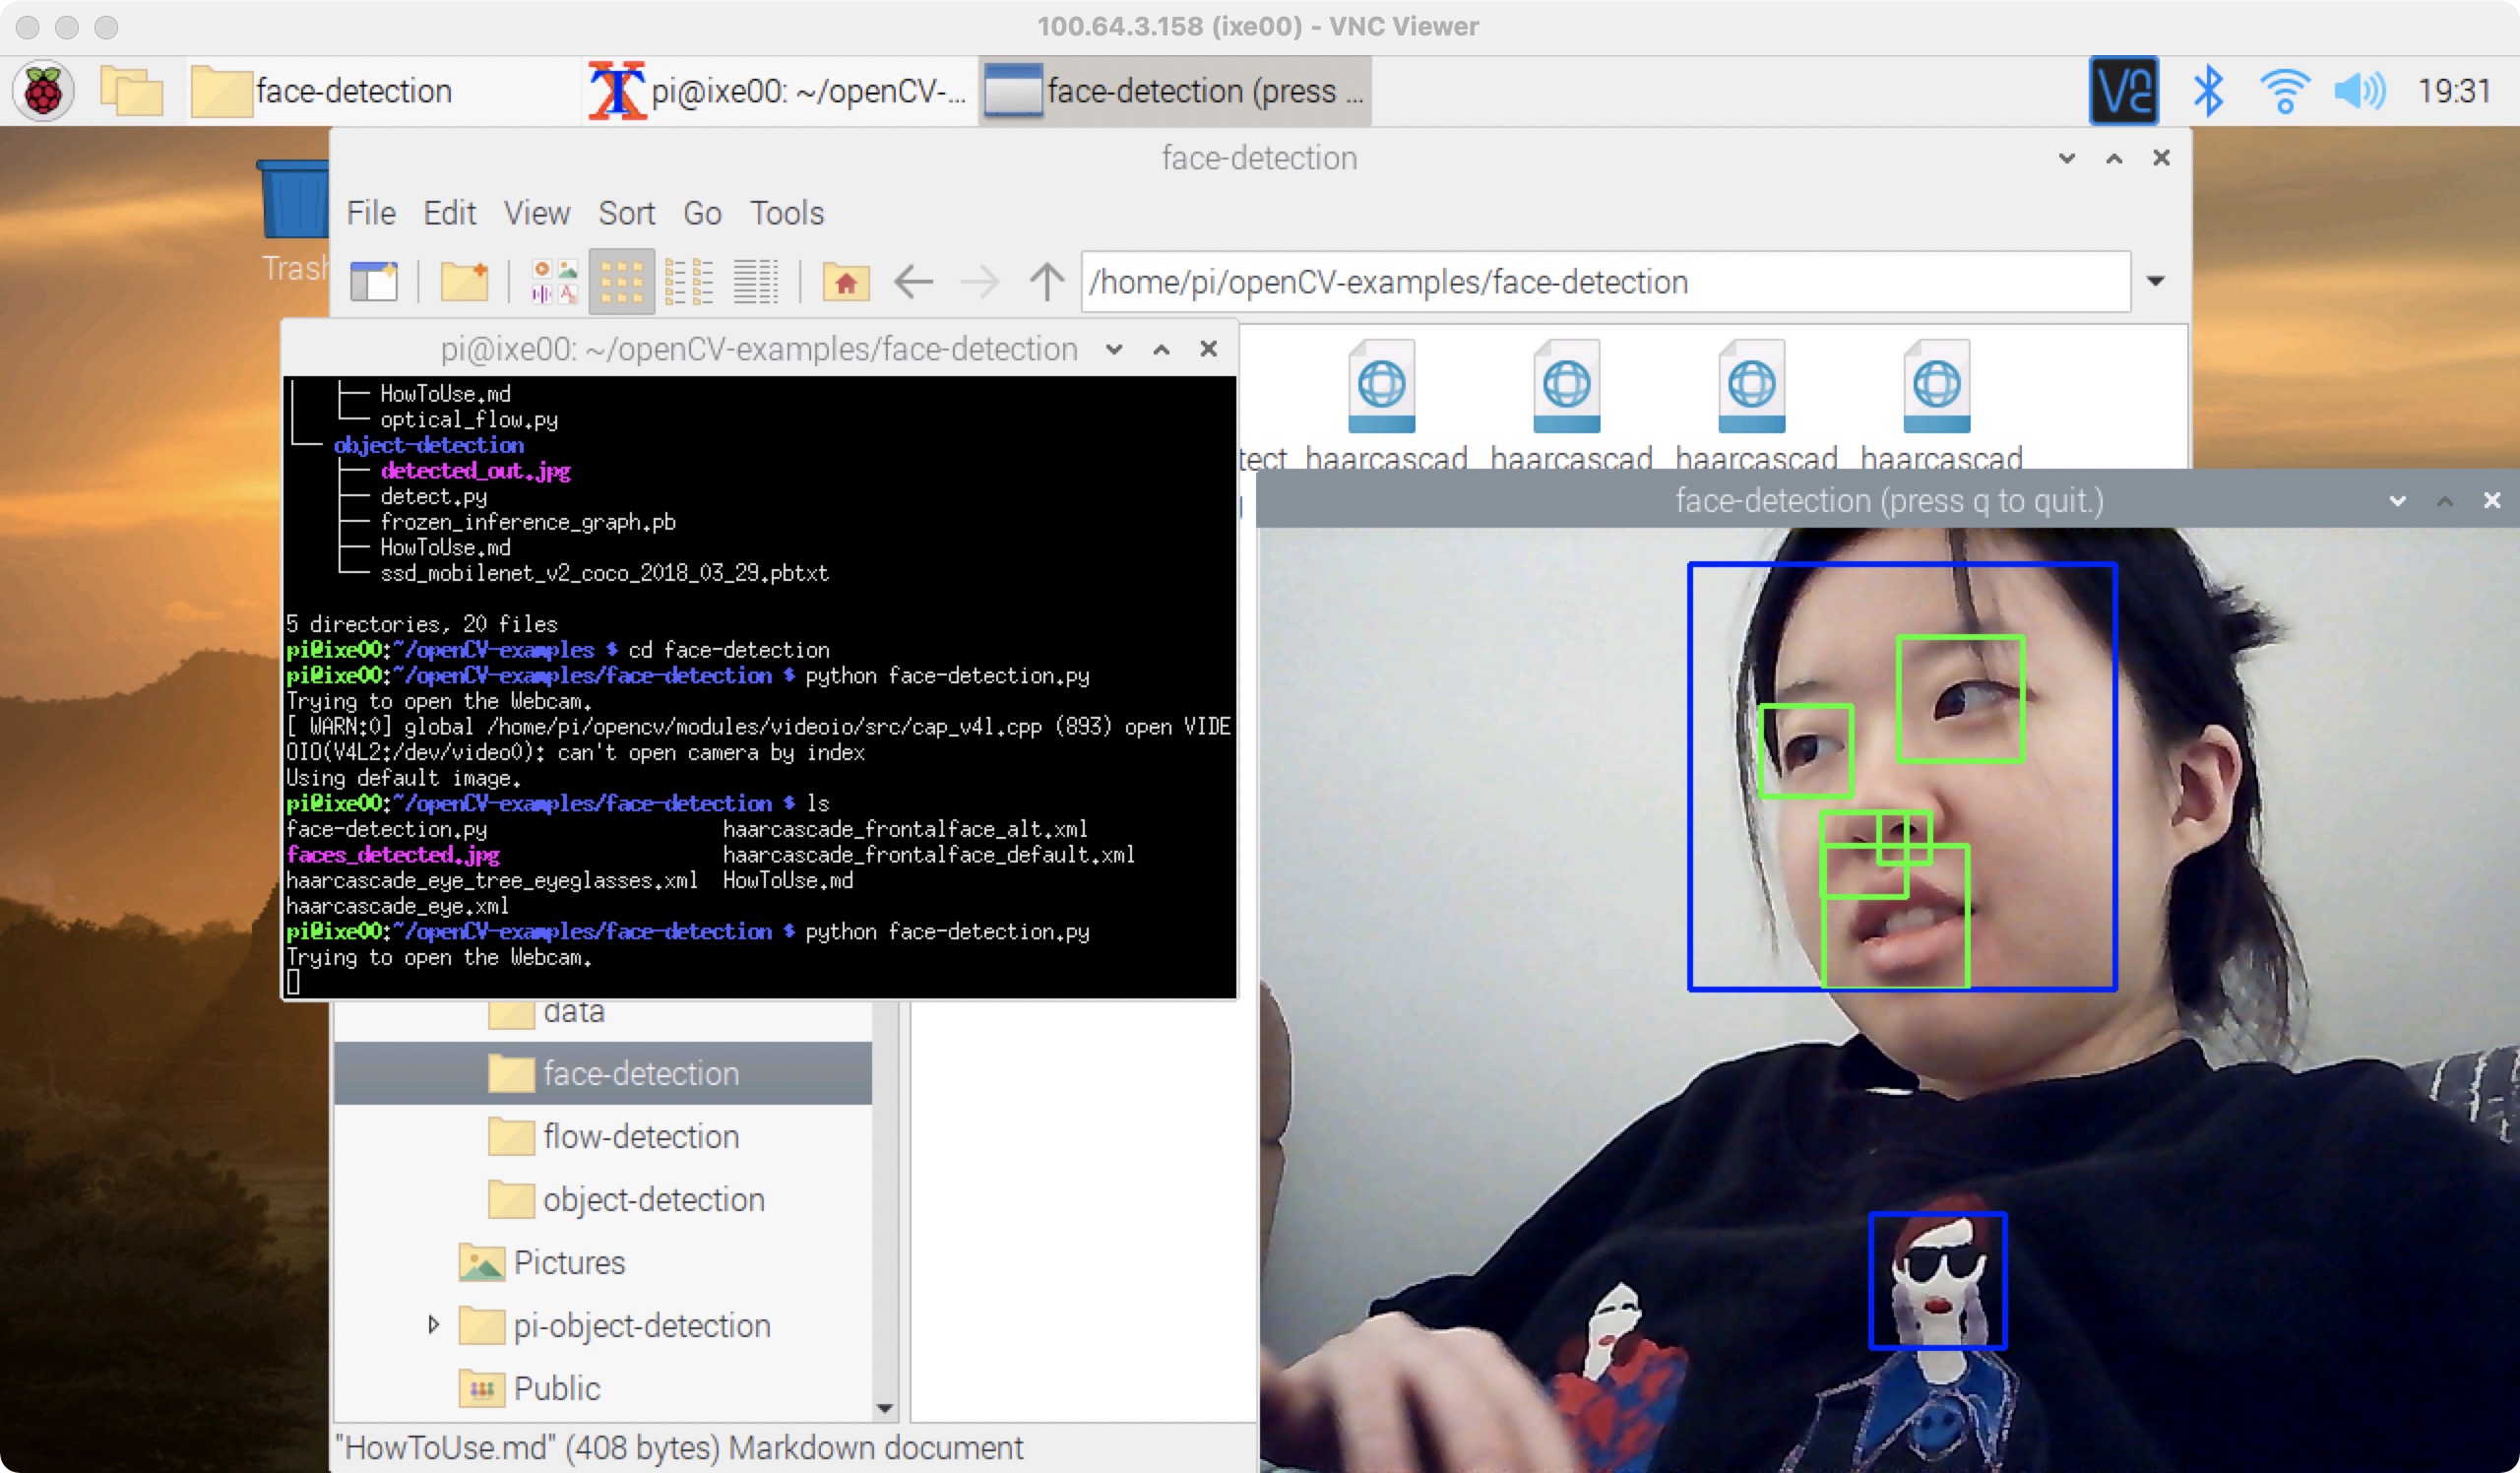 100.64.3.158 (ixe00) - VNC Viewer
face-detection
pi@ixe00: ~/openCV-...
face-detection (press ...
19:31
Trash
face-detection
File Edit View Sort Go Tools
/home/pi/openCV-examples/face-detection
pi@ixe00: ~/openCV-examples/face-detection
HowToUse.md
optical_flow.py
object-detection
detected_out.jpg
detect.py
frozen_inference_graph.pb
HowToUse.md
ssd_mobilenet_v2_coco_2018_03_29.pbtxt
5 directories, 20 files
pi@ixe00:~/openCV-examples $ cd face-detection
pi@ixe00:~/openCV-examples/face-detection $ python face-detection.py
Trying to open the Webcam.
[ WARN:0] global /home/pi/opencv/modules/videoio/src/cap_v4l.cpp (893) open VIDE
OIO(V4L2:/dev/video0): can't open camera by index
Using default image.
pi@ixe00:~/openCV-examples/face-detection $ ls
face-detection.py haarcascade_frontalface_alt.xml
faces_detected.jpg haarcascade_frontalface_default.xml
haarcascade_eye_tree_eyeglasses.xml HowToUse.md
haarcascade_eye.xml
pi@ixe00:~/openCV-examples/face-detection $ python face-detection.py
Trying to open the Webcam.
tect haarcascad haarcascad haarcascad haarcascad
face-detection (press q to quit.)
data
face-detection
flow-detection
object-detection
Pictures
pi-object-detection
Public
"HowToUse.md" (408 bytes) Markdown document